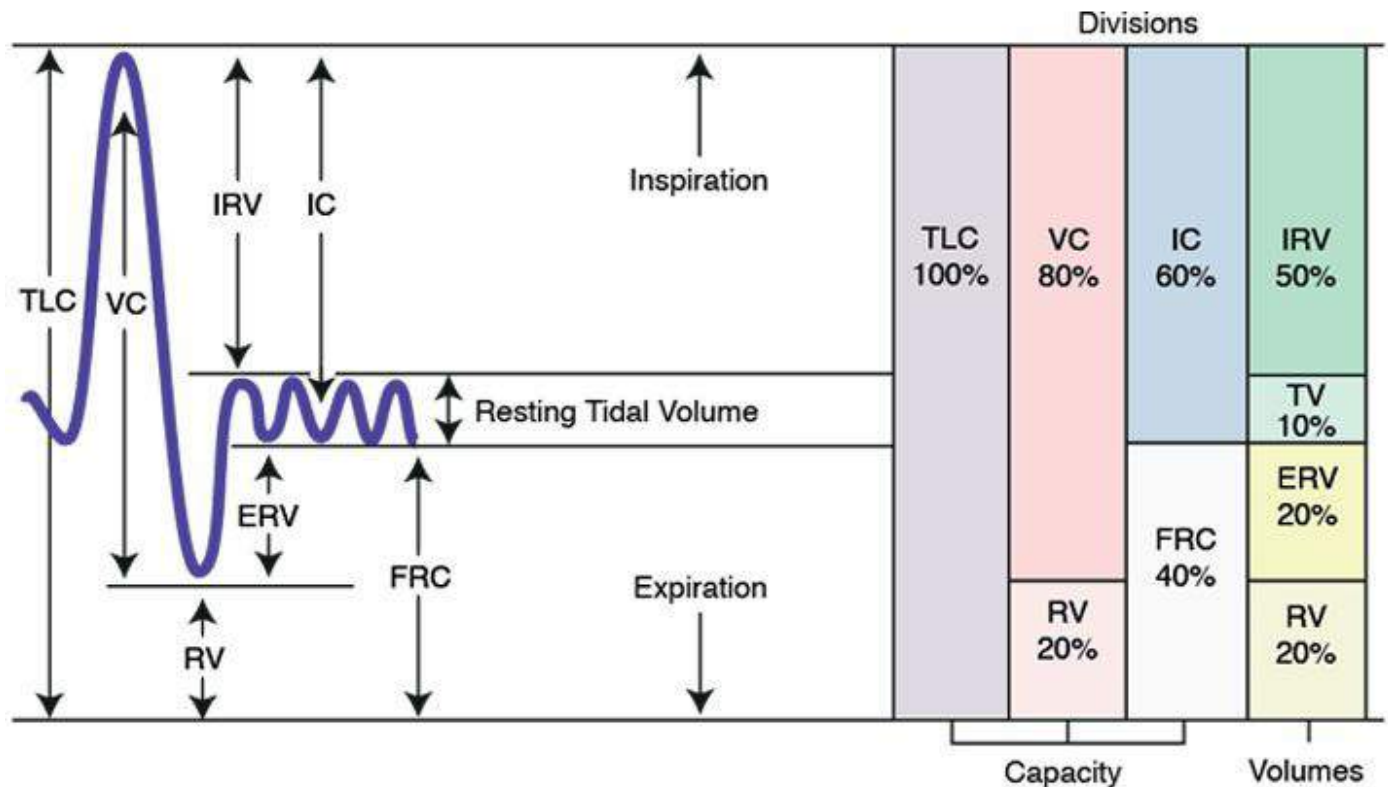 Divisions
TLC
VC
IRV
IC
Inspiration
Resting Tidal Volume
ERV
FRC
Expiration
RV
TLC
100%
VC
80%
RV
20%
IC
60%
FRC
40%
IRV
50%
TV
10%
ERV
20%
RV
20%
Capacity
Volumes